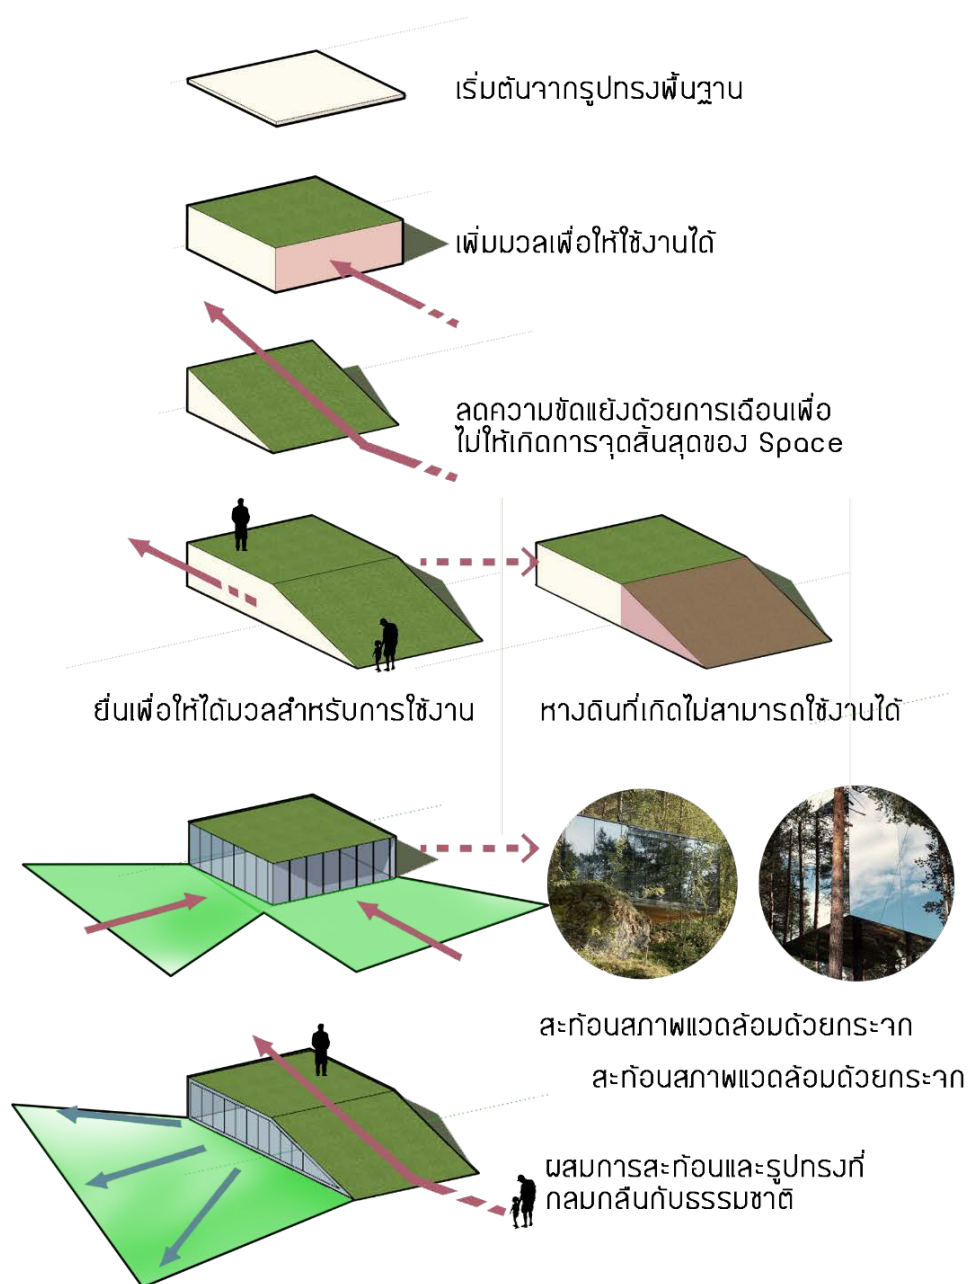 เริ่มต้นจากรูปทรงพื้นฐาน
เพิ่มมวลเพื่อให้ใช้งานได้
ลดความขัดแย้งด้วยการเฉือนเพื่อ
ไม่ให้เกิดการจุดสิ้นสุดของ Space
ยื่นเพื่อให้ได้มวลสำหรับการใช้งาน
หางดินที่เกิดไม่สามารถใช้งานได้
สะท้อนสภาพแวดล้อมด้วยกระจก
สะท้อนสภาพแวดล้อมด้วยกระจก
ผสมการสะท้อนและรูปทรงที่
กลมกลืนกับธรรมชาติ